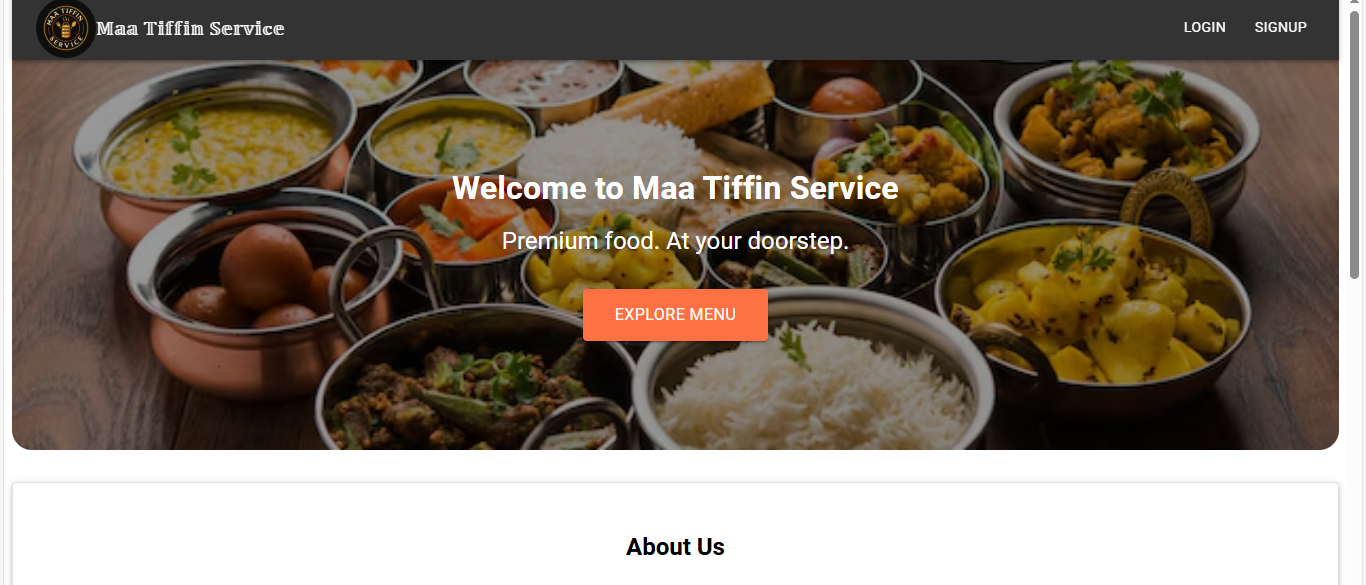 MAA TIFFIN
SERVICE
Maa Tiffin Service
LOGIN
SIGNUP
Welcome to Maa Tiffin Service
Premium food. At your doorstep.
EXPLORE MENU
About Us